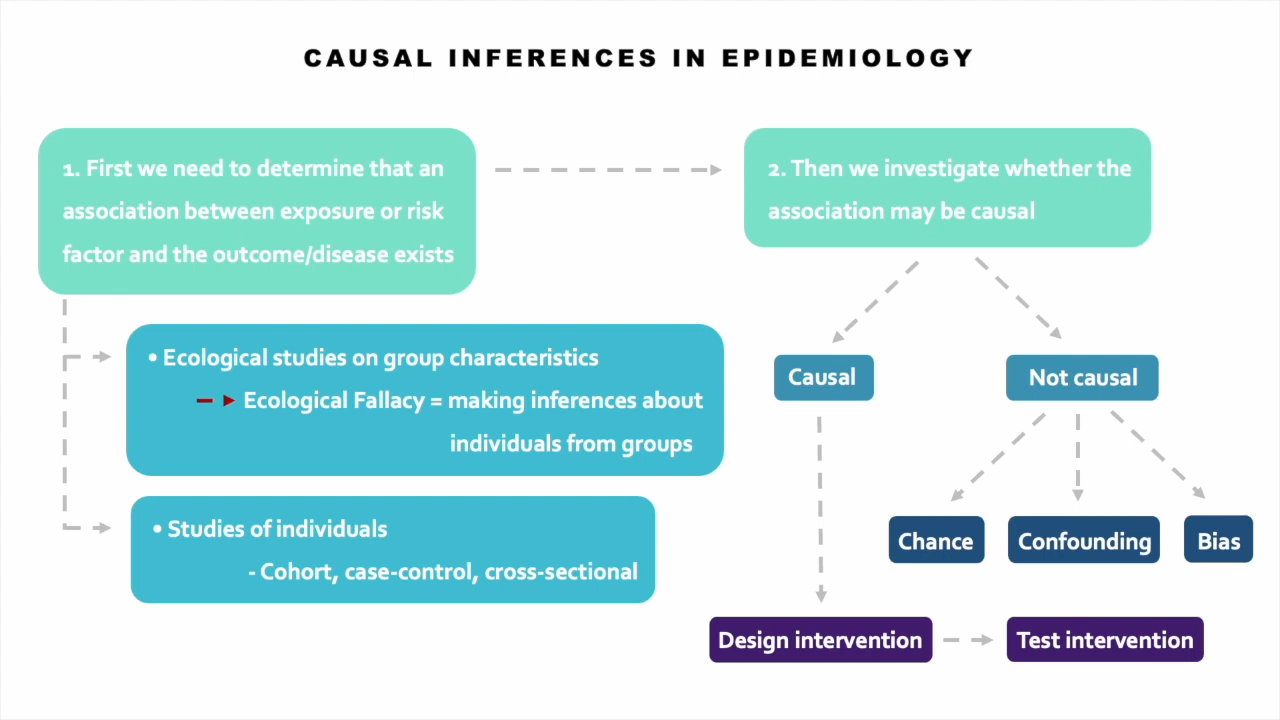 CAUSAL INFERENCES IN EPIDEMIOLOGY
1. First we need to determine that an
association between exposure or risk
factor and the outcome/disease exists
2. Then we investigate whether the
association may be causal
• Ecological studies on group characteristics
Ecological Fallacy = making inferences about
individuals from groups
• Studies of individuals
- Cohort, case-control, cross-sectional
Causal
Not causal
Chance
Confounding
Bias
Design intervention
Test intervention